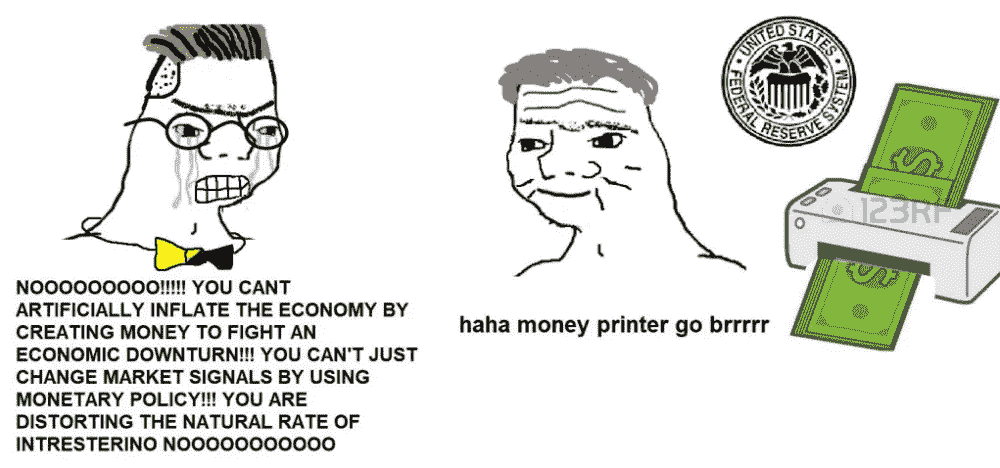 NOOOOOOOOO!!!!! YOU CANT
ARTIFICIALLY INFLATE THE ECONOMY BY
CREATING MONEY TO FIGHT AN
ECONOMIC DOWNTURN!!! YOU CAN'T JUST
CHANGE MARKET SIGNALS BY USING
MONETARY POLICY!!! YOU ARE
DISTORTING THE NATURAL RATE OF
INTRESTERINO NOOOOOOOOOOO
haha money printer go brrrrr
UNITED STATES
FEDERAL RESERVE SYSTEM
$
123RF
$